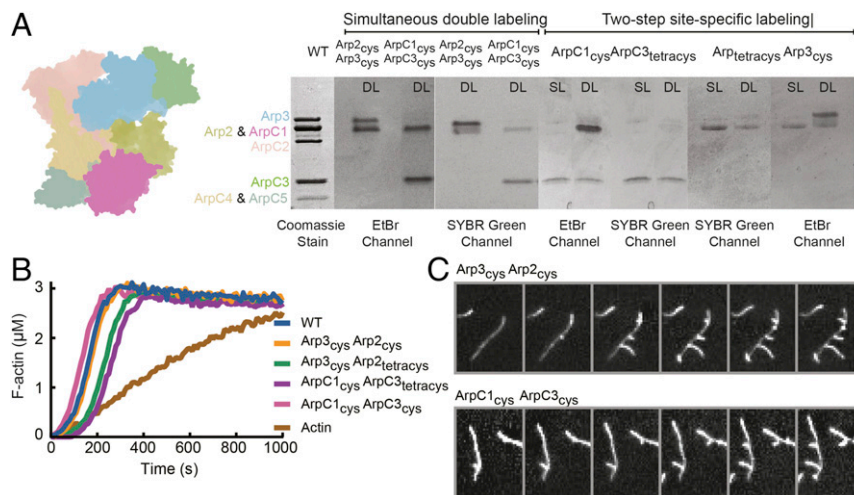 A
Simultaneous double labeling
Two-step site-specific labeling|
WT
Arp2cys ArpC1cys Arp2cys ArpC1cys
Arp3cys ArpC3cys Arp3cys ArpC3cys
ArpC1cys ArpC3tetracys
Arptetracys Arp3cys
DL DL DL DL SL DL SL DL SL DL SL DL
Arp3
Arp2 & ArpC1
ArpC2
ArpC3
ArpC4 & ArpC5
Coomassie EtBr SYBR Green EtBr SYBR Green SYBR Green EtBr
Stain Channel Channel Channel Channel Channel Channel
B
F-actin (µM)
3
2
1
0
0 200 400 600 800 1000
Time (s)
WT
Arp3cys Arp2cys
Arp3cys Arp2tetracys
ArpC1cys ArpC3tetracys
ArpC1cys ArpC3cys
Actin
C
Arp3cys Arp2cys
ArpC1cys ArpC3cys